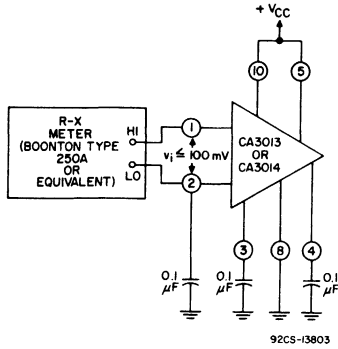 + VCC
10
5
R-X
METER
(BOONTON TYPE
250A
OR
EQUIVALENT)
HI
LO
1
vi ≤ 100 mV
2
CA3013
OR
CA3014
3
8
4
0.1
μF
0.1
μF
0.1
μF
92CS-13803